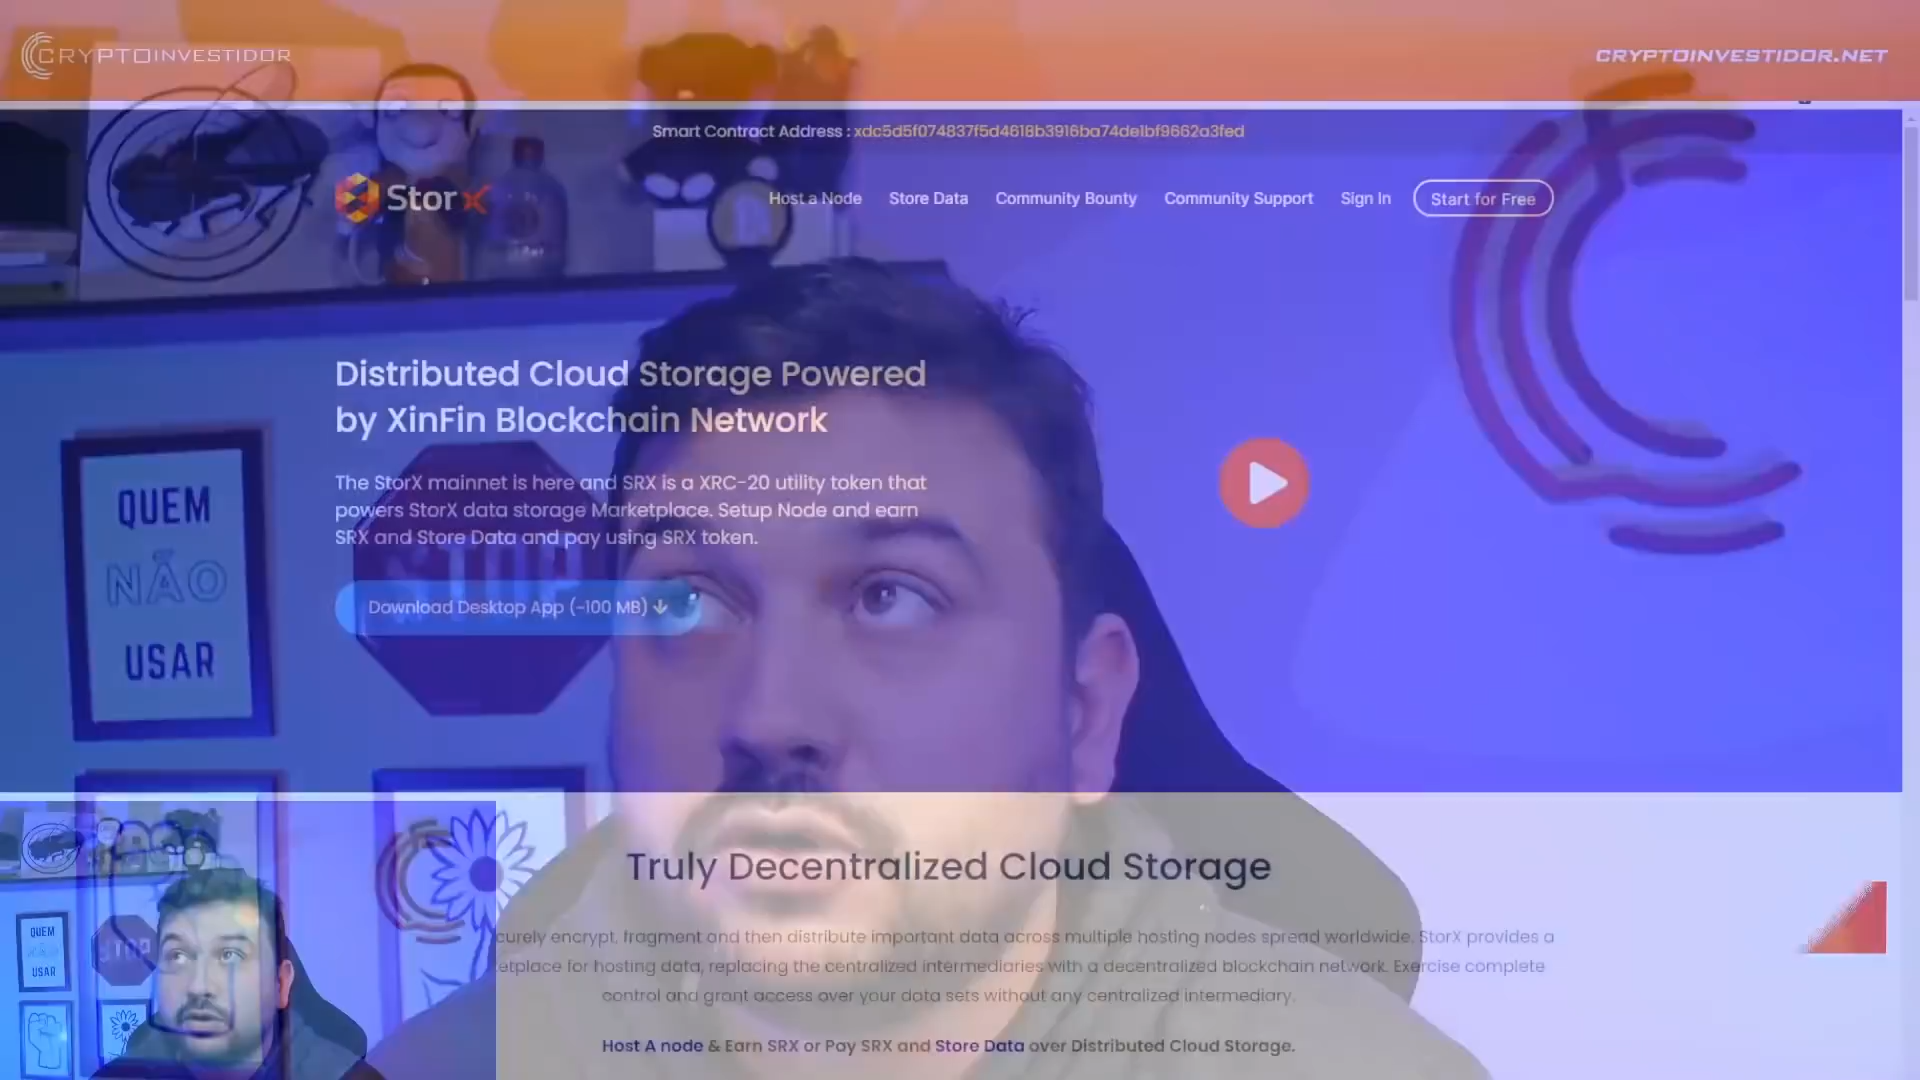 CRYPTOINVESTIDOR
CRYPTOINVESTIDOR.NET
Smart Contract Address : xdc5d5f074837f5d4618b3916ba74de1bf9662a3fed
StorX
Host a Node
Store Data
Community Bounty
Community Support
Sign In
Start for Free
Distributed Cloud Storage Powered
by XinFin Blockchain Network
The StorX mainnet is here and SRX is a XRC-20 utility token that
powers StorX data storage Marketplace. Setup Node and earn
SRX and Store Data and pay using SRX token.
Download Desktop App (~100 MB)
QUEM
NÃO
USAR
STOP
Truly Decentralized Cloud Storage
curely encrypt, fragment and then distribute important data across multiple hosting nodes spread worldwide. StorX provides a
etplace for hosting data, replacing the centralized intermediaries with a decentralized blockchain network. Exercise complete
control and grant access over your data sets without any centralized intermediary.
Host A node & Earn SRX or Pay SRX and Store Data over Distributed Cloud Storage.
QUEM
NÃO
USAR
STOP